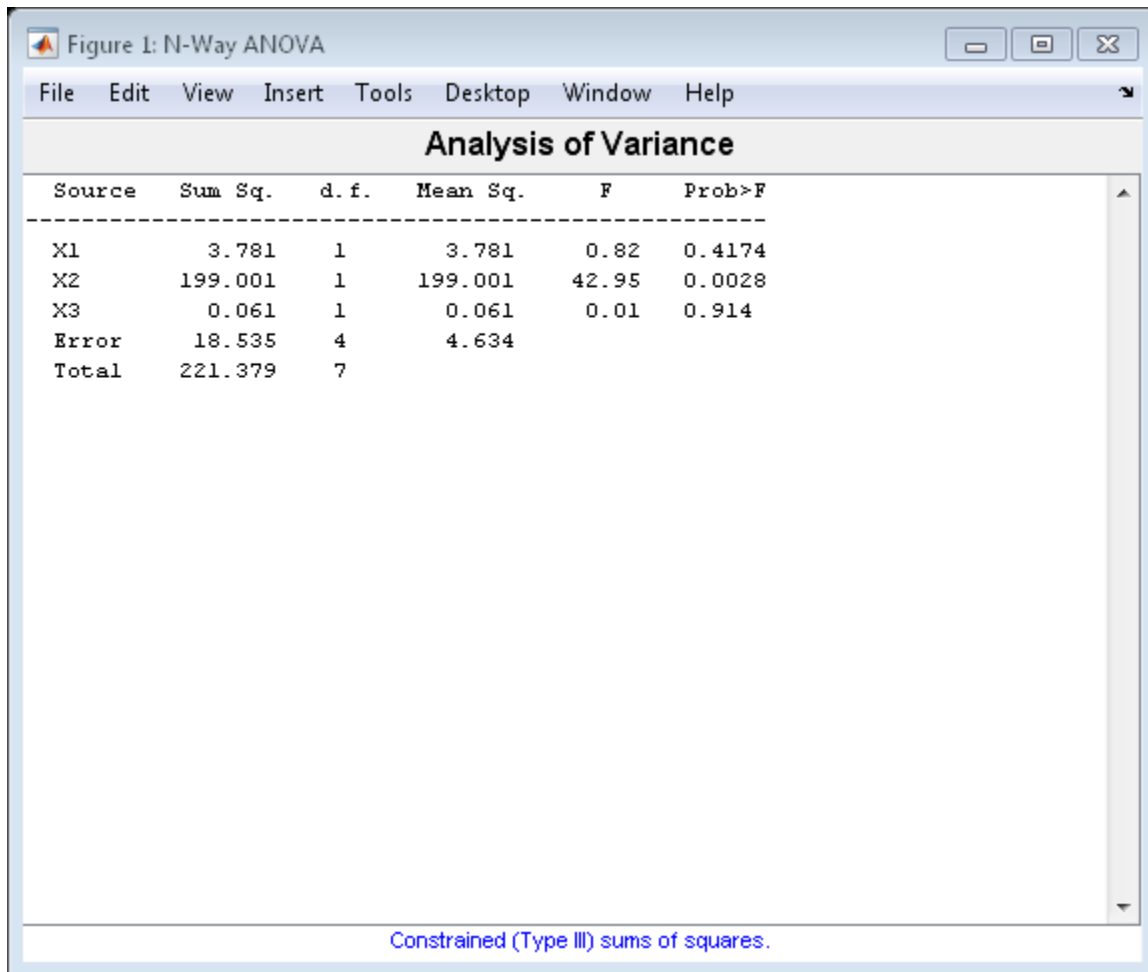 Figure 1: N-Way ANOVA
File Edit View Insert Tools Desktop Window Help
Analysis of Variance
Source Sum Sq. d.f. Mean Sq. F Prob>F
X1 3.781 1 3.781 0.82 0.4174
X2 199.001 1 199.001 42.95 0.0028
X3 0.061 1 0.061 0.01 0.914
Error 18.535 4 4.634
Total 221.379 7
Constrained (Type III) sums of squares.